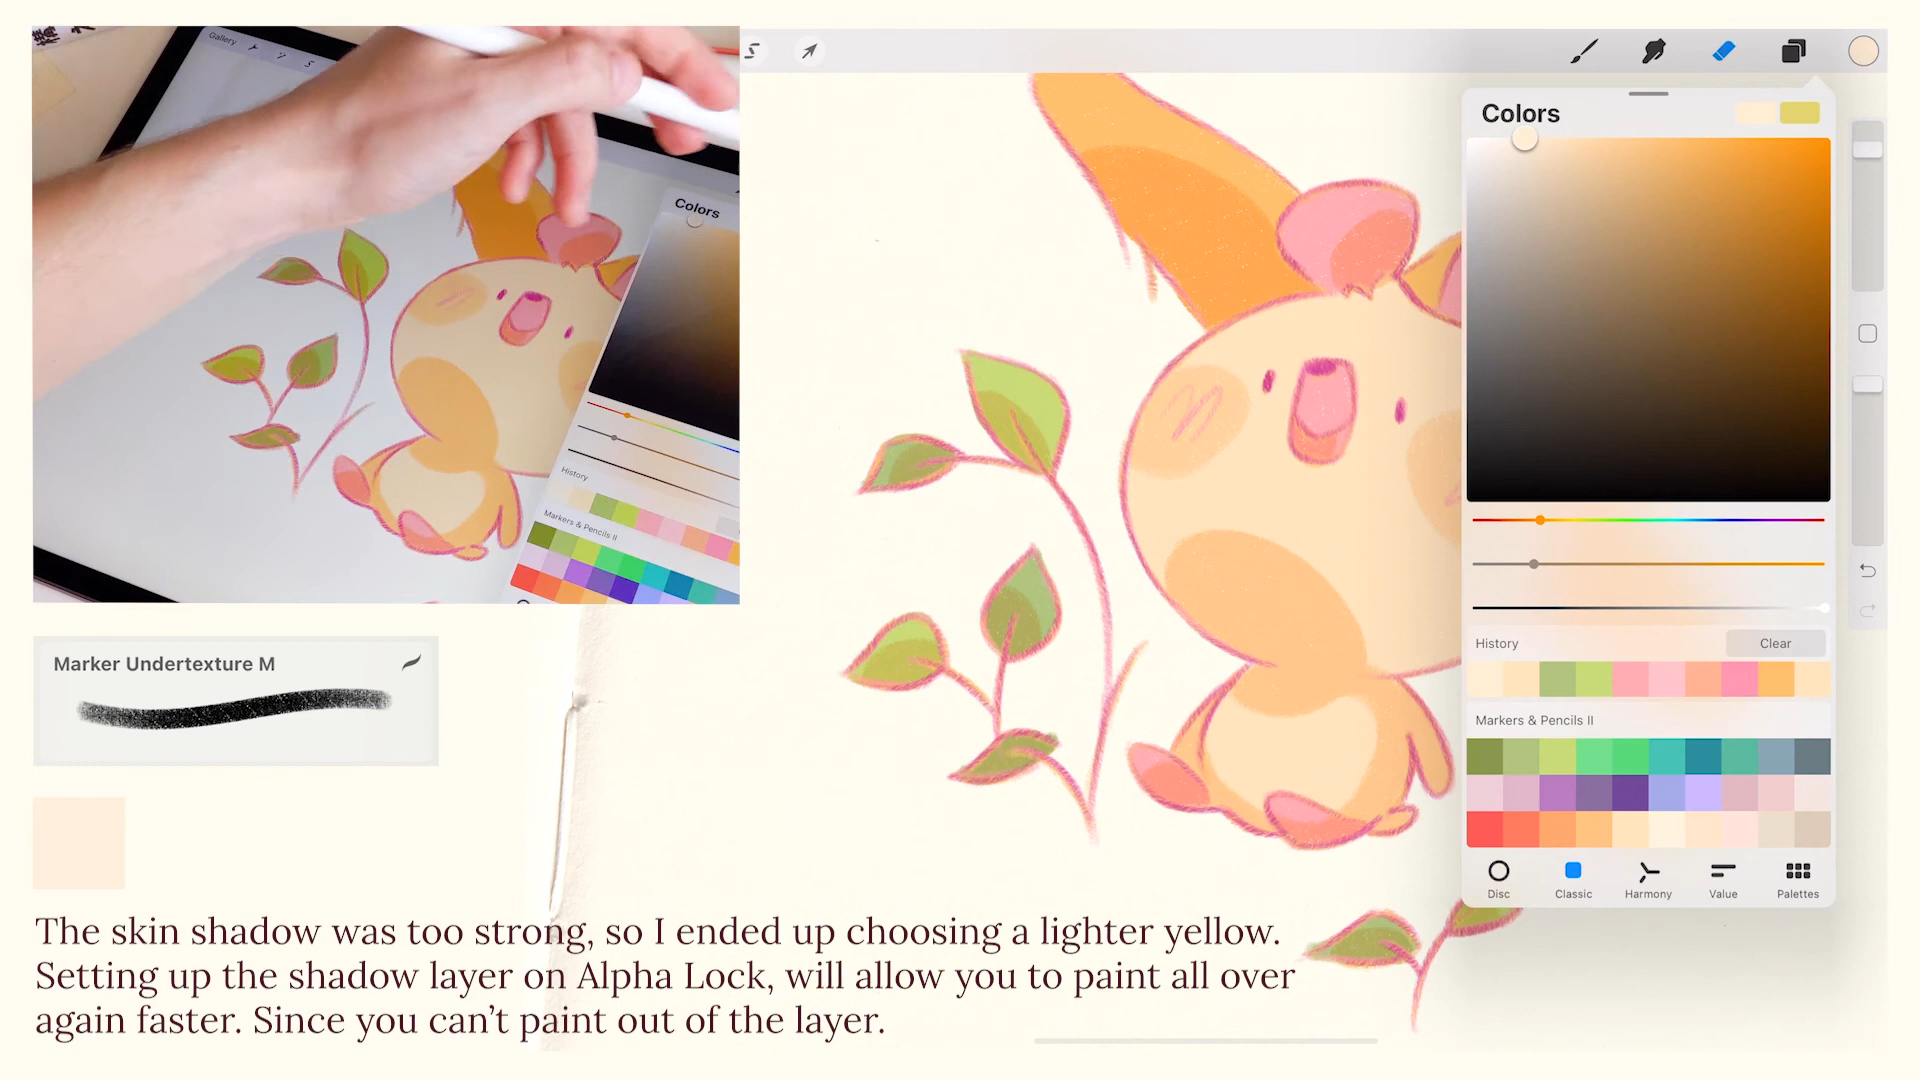 Gallery
S
Colors
History
Markers & Pencils II
Colors
History
Clear
Markers & Pencils II
Disc
Classic
Harmony
Value
Palettes
Marker Undertexture M
The skin shadow was too strong, so I ended up choosing a lighter yellow.
Setting up the shadow layer on Alpha Lock, will allow you to paint all over
again faster. Since you can’t paint out of the layer.